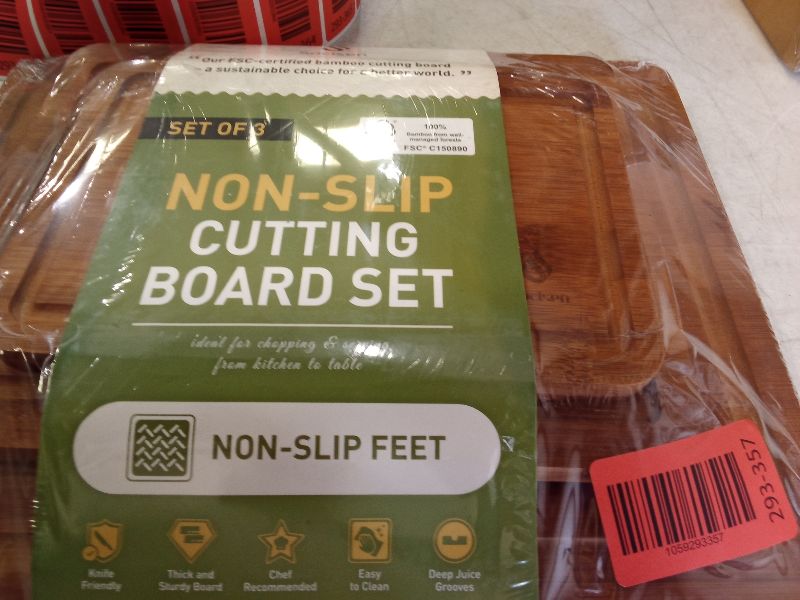 “Our FSC-certified bamboo cutting board
– a sustainable choice for a better world. ”
SET OF 3
100%
Bamboo from well-
managed forests
FSC® C150890
NON-SLIP
CUTTING
BOARD SET
ideal for chopping & serving
from kitchen to table
NON-SLIP FEET
Knife
Friendly
Thick and
Sturdy Board
Chef
Recommended
Easy
to Clean
Deep Juice
Grooves
1059293357
293-357